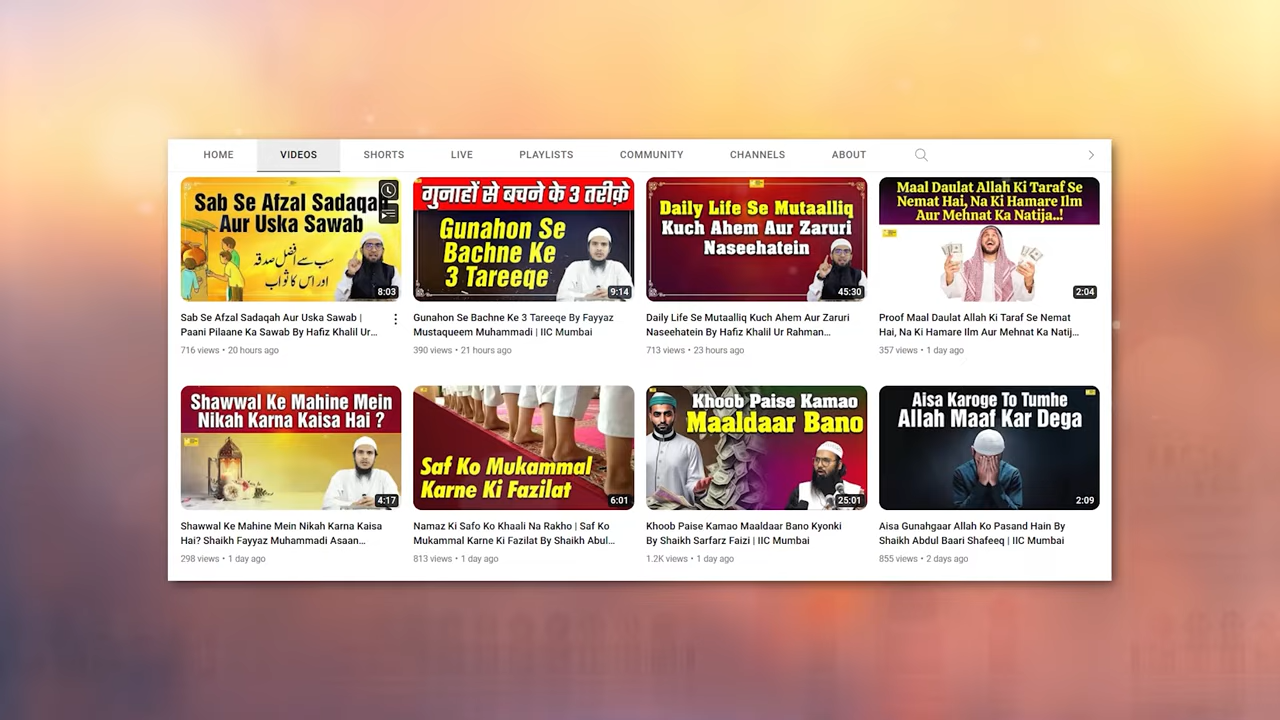 HOME VIDEOS SHORTS LIVE PLAYLISTS COMMUNITY CHANNELS ABOUT
Sab Se Afzal Sadaqah
Aur Uska Sawab
سب سے افضل صدقہ
اور اس کا ثواب
8:03
गुनाहों से बचने के 3 तरीक़े
Gunahon Se
Bachne Ke
3 Tareeqe
9:14
Daily Life Se Mutaalliq
Kuch Ahem Aur Zaruri
Naseehatein
45:30
Maal Daulat Allah Ki Taraf Se
Nemat Hai, Na Ki Hamare Ilm
Aur Mehnat Ka Natija..!
2:04
Sab Se Afzal Sadaqah Aur Uska Sawab |
Paani Pilaane Ka Sawab By Hafiz Khalil Ur...
716 views • 20 hours ago
Gunahon Se Bachne Ke 3 Tareeqe By Fayyaz
Mustaqueem Muhammadi | IIC Mumbai
390 views • 21 hours ago
Daily Life Se Mutaalliq Kuch Ahem Aur Zaruri
Naseehatein By Hafiz Khalil Ur Rahman...
713 views • 23 hours ago
Proof Maal Daulat Allah Ki Taraf Se Nemat
Hai, Na Ki Hamare Ilm Aur Mehnat Ka Natij...
357 views • 1 day ago
Shawwal Ke Mahine Mein
Nikah Karna Kaisa Hai ?
4:17
Saf Ko Mukammal
Karne Ki Fazilat
6:01
Khoob Paise Kamao
Maaldaar Bano
25:01
Aisa Karoge To Tumhe
Allah Maaf Kar Dega
2:09
Shawwal Ke Mahine Mein Nikah Karna Kaisa
Hai? Shaikh Fayyaz Muhammadi Asaan...
298 views • 1 day ago
Namaz Ki Safo Ko Khaali Na Rakho | Saf Ko
Mukammal Karne Ki Fazilat By Shaikh Abul...
813 views • 1 day ago
Khoob Paise Kamao Maaldaar Bano Kyonki
By Shaikh Sarfarz Faizi | IIC Mumbai
1.2K views • 1 day ago
Aisa Gunahgaar Allah Ko Pasand Hain By
Shaikh Abdul Baari Shafeeq | IIC Mumbai
855 views • 2 days ago